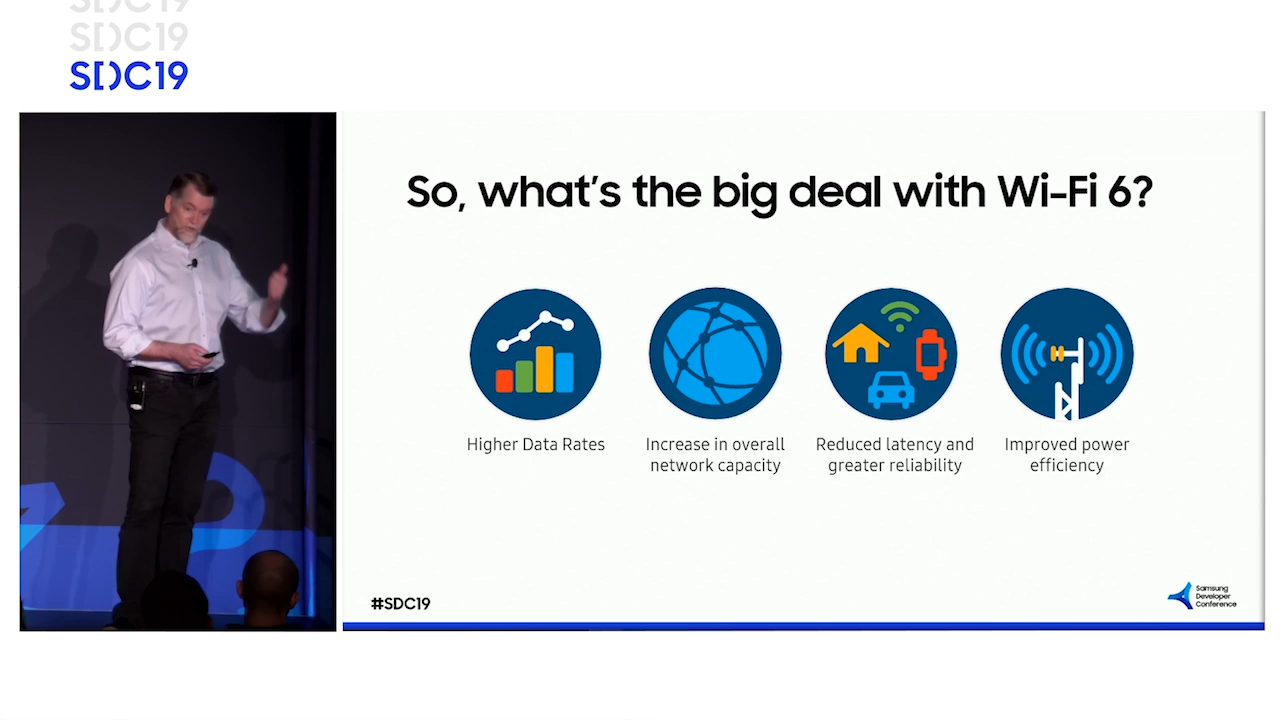 SDC19
SDC19
SDC19
So, what's the big deal with Wi-Fi 6?
Higher Data Rates
Increase in overall
network capacity
Reduced latency and
greater reliability
Improved power
efficiency
#SDC19
Samsung
Developer
Conference